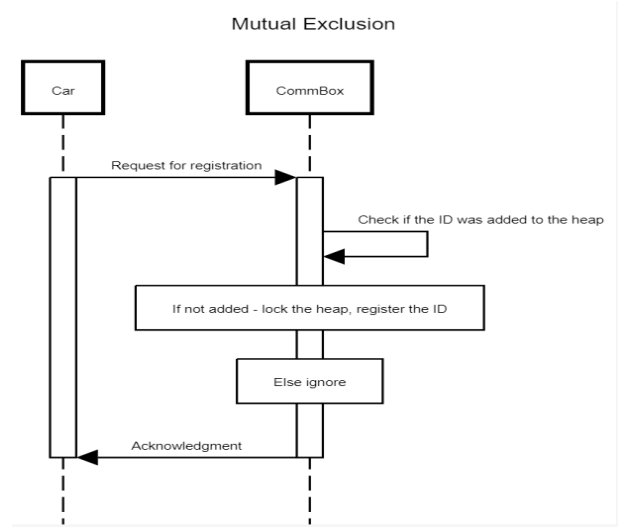 Mutual Exclusion
Car
CommBox
Request for registration
Check if the ID was added to the heap
If not added - lock the heap, register the ID
Else ignore
Acknowledgment